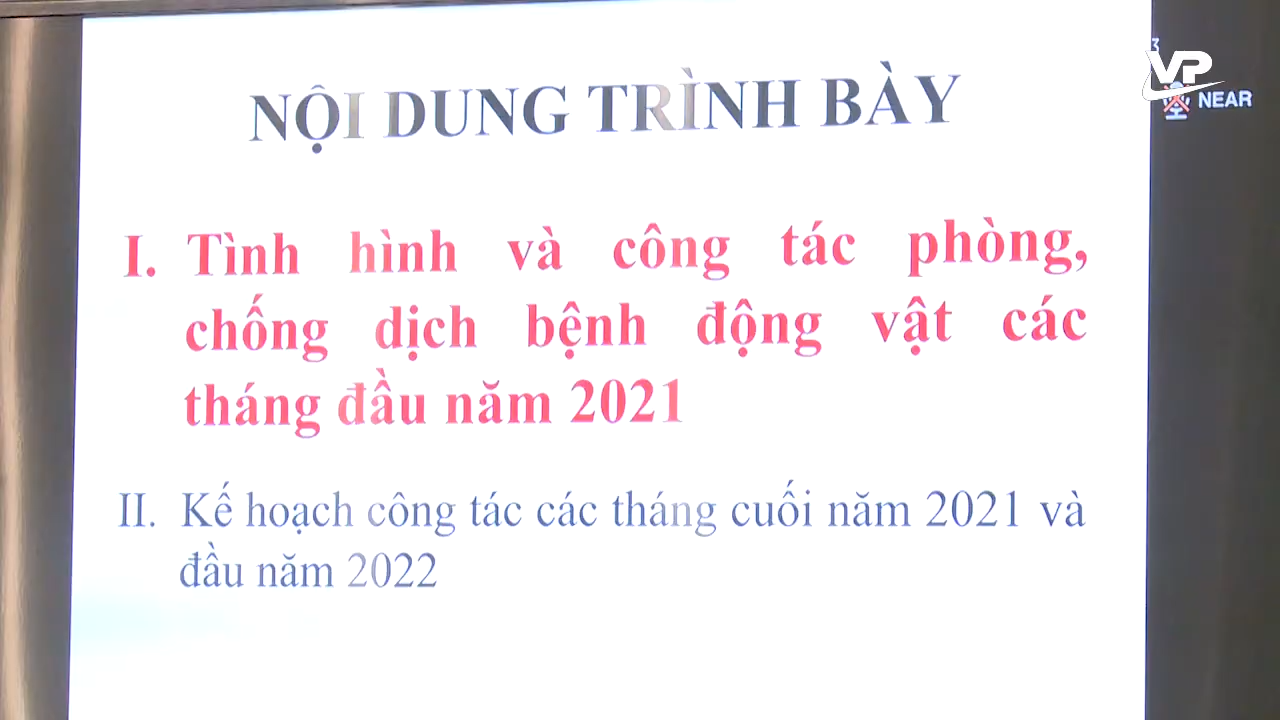 VP
NEAR
NỘI DUNG TRÌNH BÀY
I. Tình hình và công tác phòng,
chống dịch bệnh động vật các
tháng đầu năm 2021
II. Kế hoạch công tác các tháng cuối năm 2021 và
đầu năm 2022